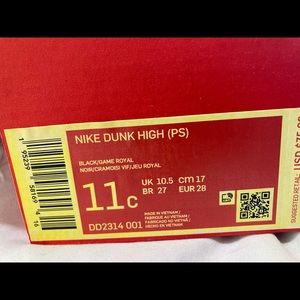 NIKE DUNK HIGH (PS)
BLACK/GAME ROYAL
NOIR/CRAMOISI VIF/JEU ROYAL
11C
UK 10.5 CM 17
BR 27 EUR 28
MADE IN VIETNAM /
FABRIQUÉ AU VIETNAM /
HECHO EN VIETNAM
DD2314 001
SUGGESTED RETAIL: USD